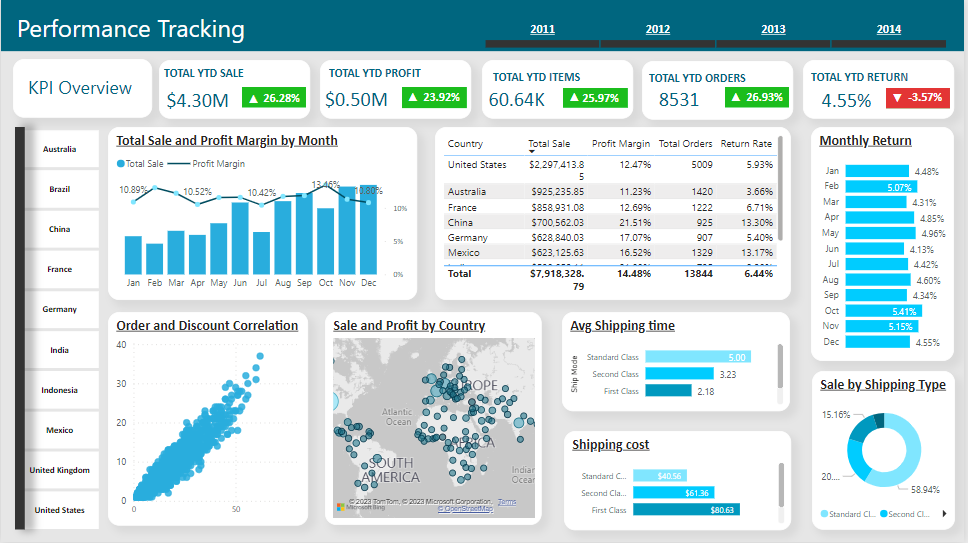 Performance Tracking
2011 2012 2013 2014
KPI Overview
TOTAL YTD SALE
$4.30M ▲ 26.28%
TOTAL YTD PROFIT
$0.50M ▲ 23.92%
TOTAL YTD ITEMS
60.64K ▲ 25.97%
TOTAL YTD ORDERS
8531 ▲ 26.93%
TOTAL YTD RETURN
4.55% ▼ -3.57%
Australia
Brazil
China
France
Germany
India
Indonesia
Mexico
United Kingdom
United States
Total Sale and Profit Margin by Month
Total Sale Profit Margin
10.89% 10.52% 10.42% 13.46% 10.80%
10%
5%
0%
Jan Feb Mar Apr May Jun Jul Aug Sep Oct Nov Dec
Country Total Sale Profit Margin Total Orders Return Rate
United States $2,297,413.8 12.47% 5009 5.93%
5
Australia $925,235.85 11.23% 1420 3.66%
France $858,931.08 12.69% 1222 6.71%
China $700,562.03 21.51% 925 13.30%
Germany $628,840.03 17.07% 907 5.40%
Mexico $623,125.63 16.52% 1329 13.17%
Total $7,918,328. 14.48% 13844 6.44%
79
Monthly Return
Jan 4.48%
Feb 5.07%
Mar 4.31%
Apr 4.85%
May 4.96%
Jun 4.13%
Jul 4.42%
Aug 4.60%
Sep 4.34%
Oct 5.41%
Nov 5.15%
Dec 4.55%
Order and Discount Correlation
40
30
20
10
0
0 50
Sale and Profit by Country
EUROPE
Atlantic
Ocean
AFRICA
SOUTH
AMERICA
Indian
Ocean
© 2023 TomTom, © 2023 Microsoft Corporation, Terms
Microsoft Bing © OpenStreetMap
Avg Shipping time
Ship Mode
Standard Class 5.00
Second Class 3.23
First Class 2.18
Shipping cost
Standard C... $40.56
Second Cla... $61.36
First Class $80.63
Sale by Shipping Type
15.16%
20....
58.94%
Standard Cl... Second Cl...